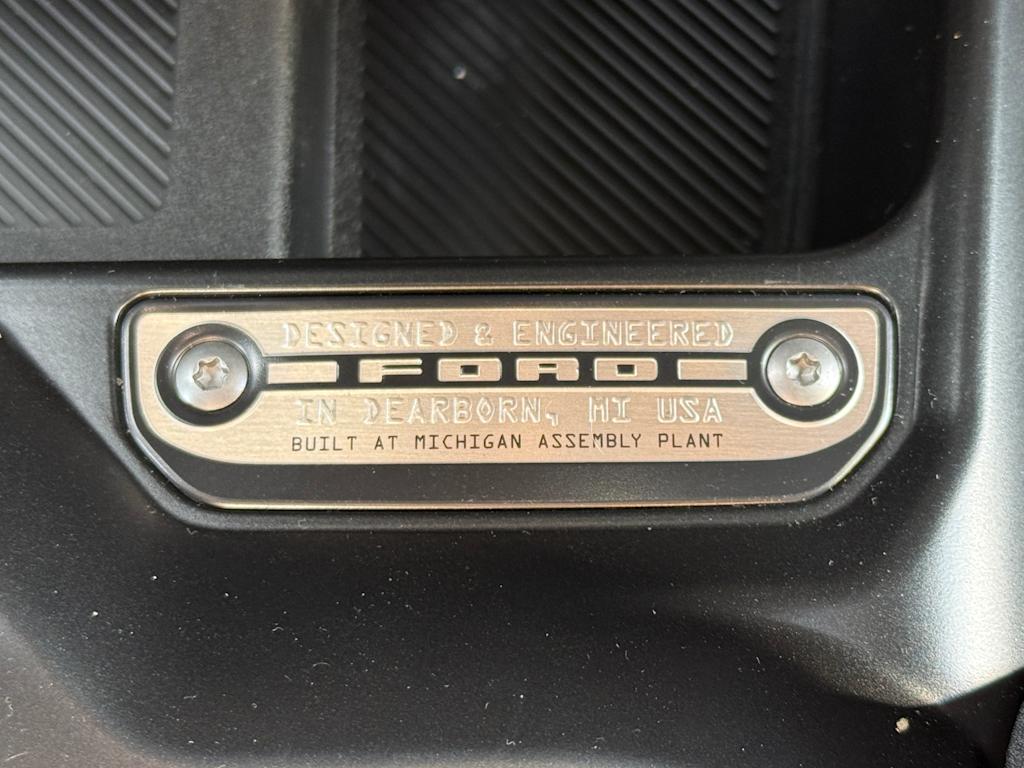 DESIGNED & ENGINEERED
FORD
IN DEARBORN, MI USA
BUILT AT MICHIGAN ASSEMBLY PLANT